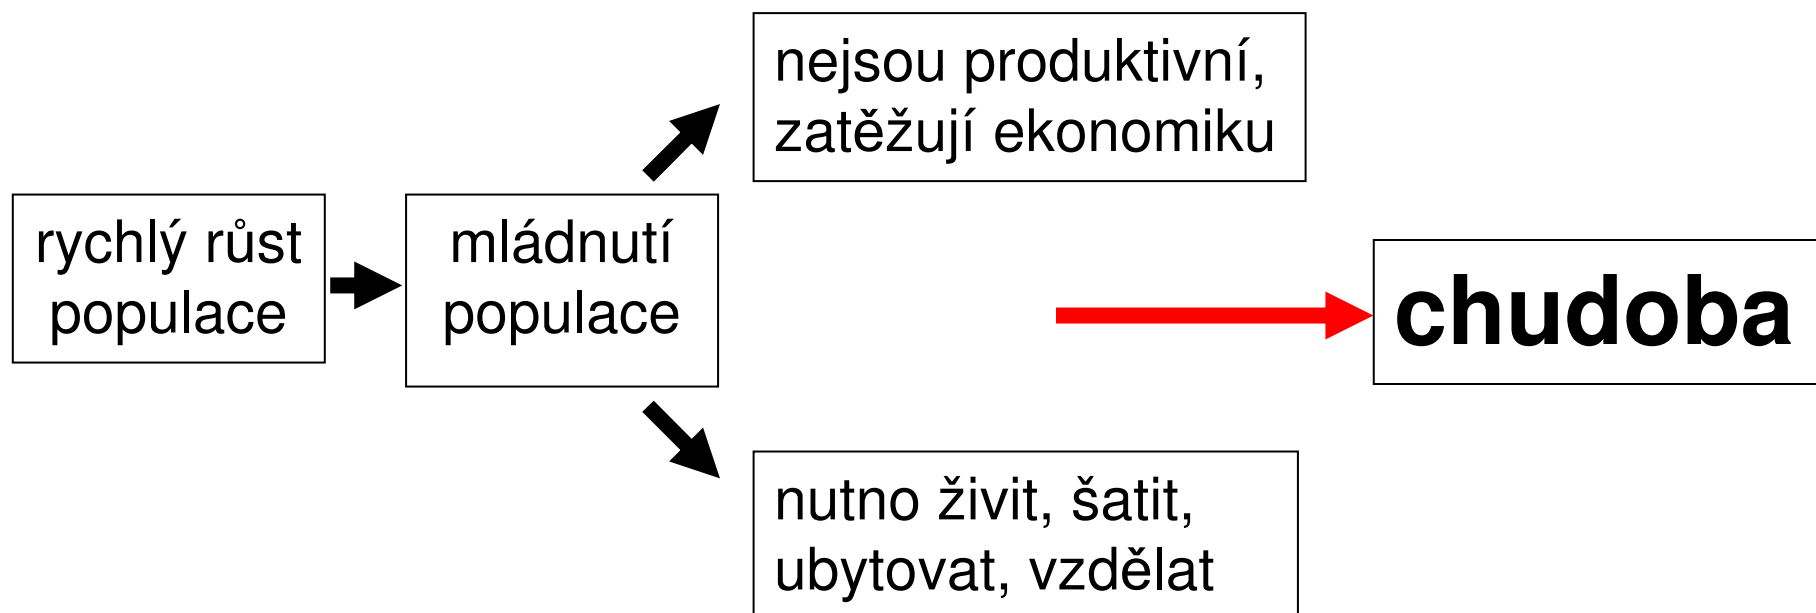 rychlý růst
populace
mládnutí
populace
nejsou produktivní,
zatěžují ekonomiku
nutno živit, šatit,
ubytovat, vzdělat
chudoba